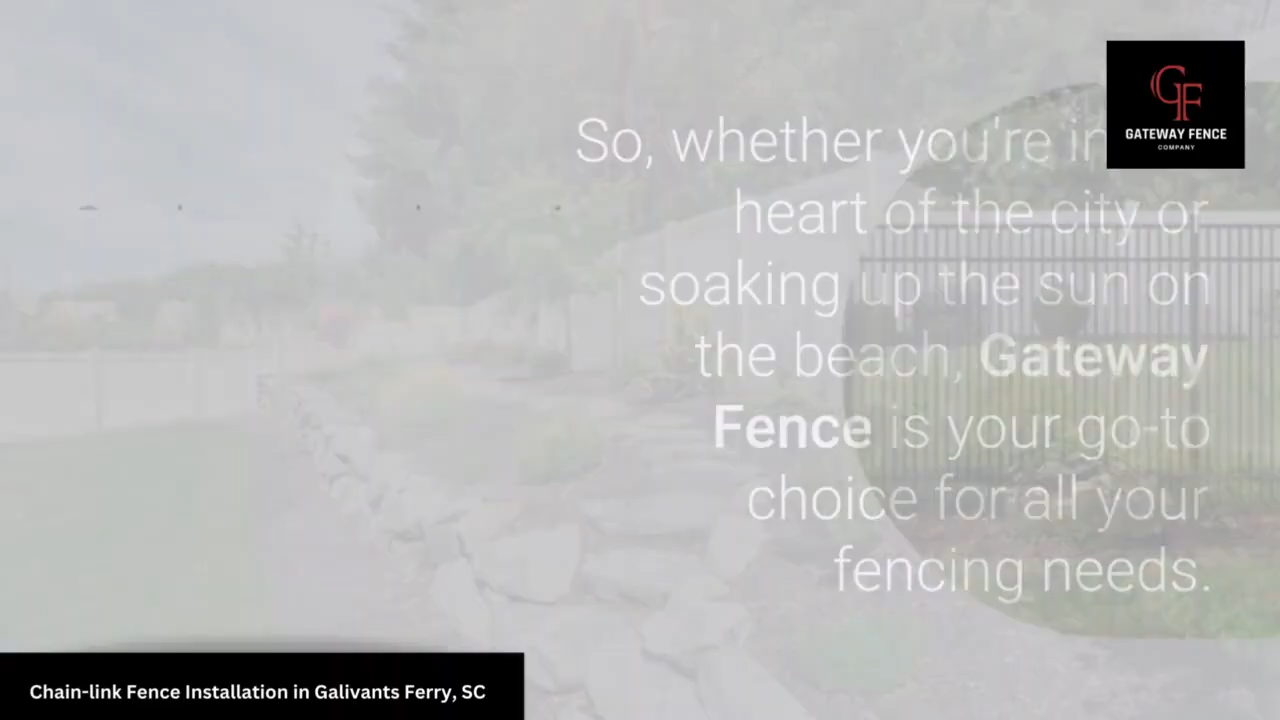 GF
GATEWAY FENCE
COMPANY
So, whether you're in
heart of the city or
soaking up the sun on
the beach, Gateway
Fence is your go-to
choice for all your
fencing needs.
Chain-link Fence Installation in Galivants Ferry, SC